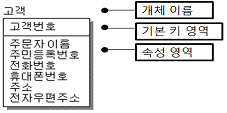 고객
고객번호
주문자이름
주민등록번호
전화번호
휴대폰번호
주소
전자우편주소
개체 이름
기본 키 영역
속성 영역